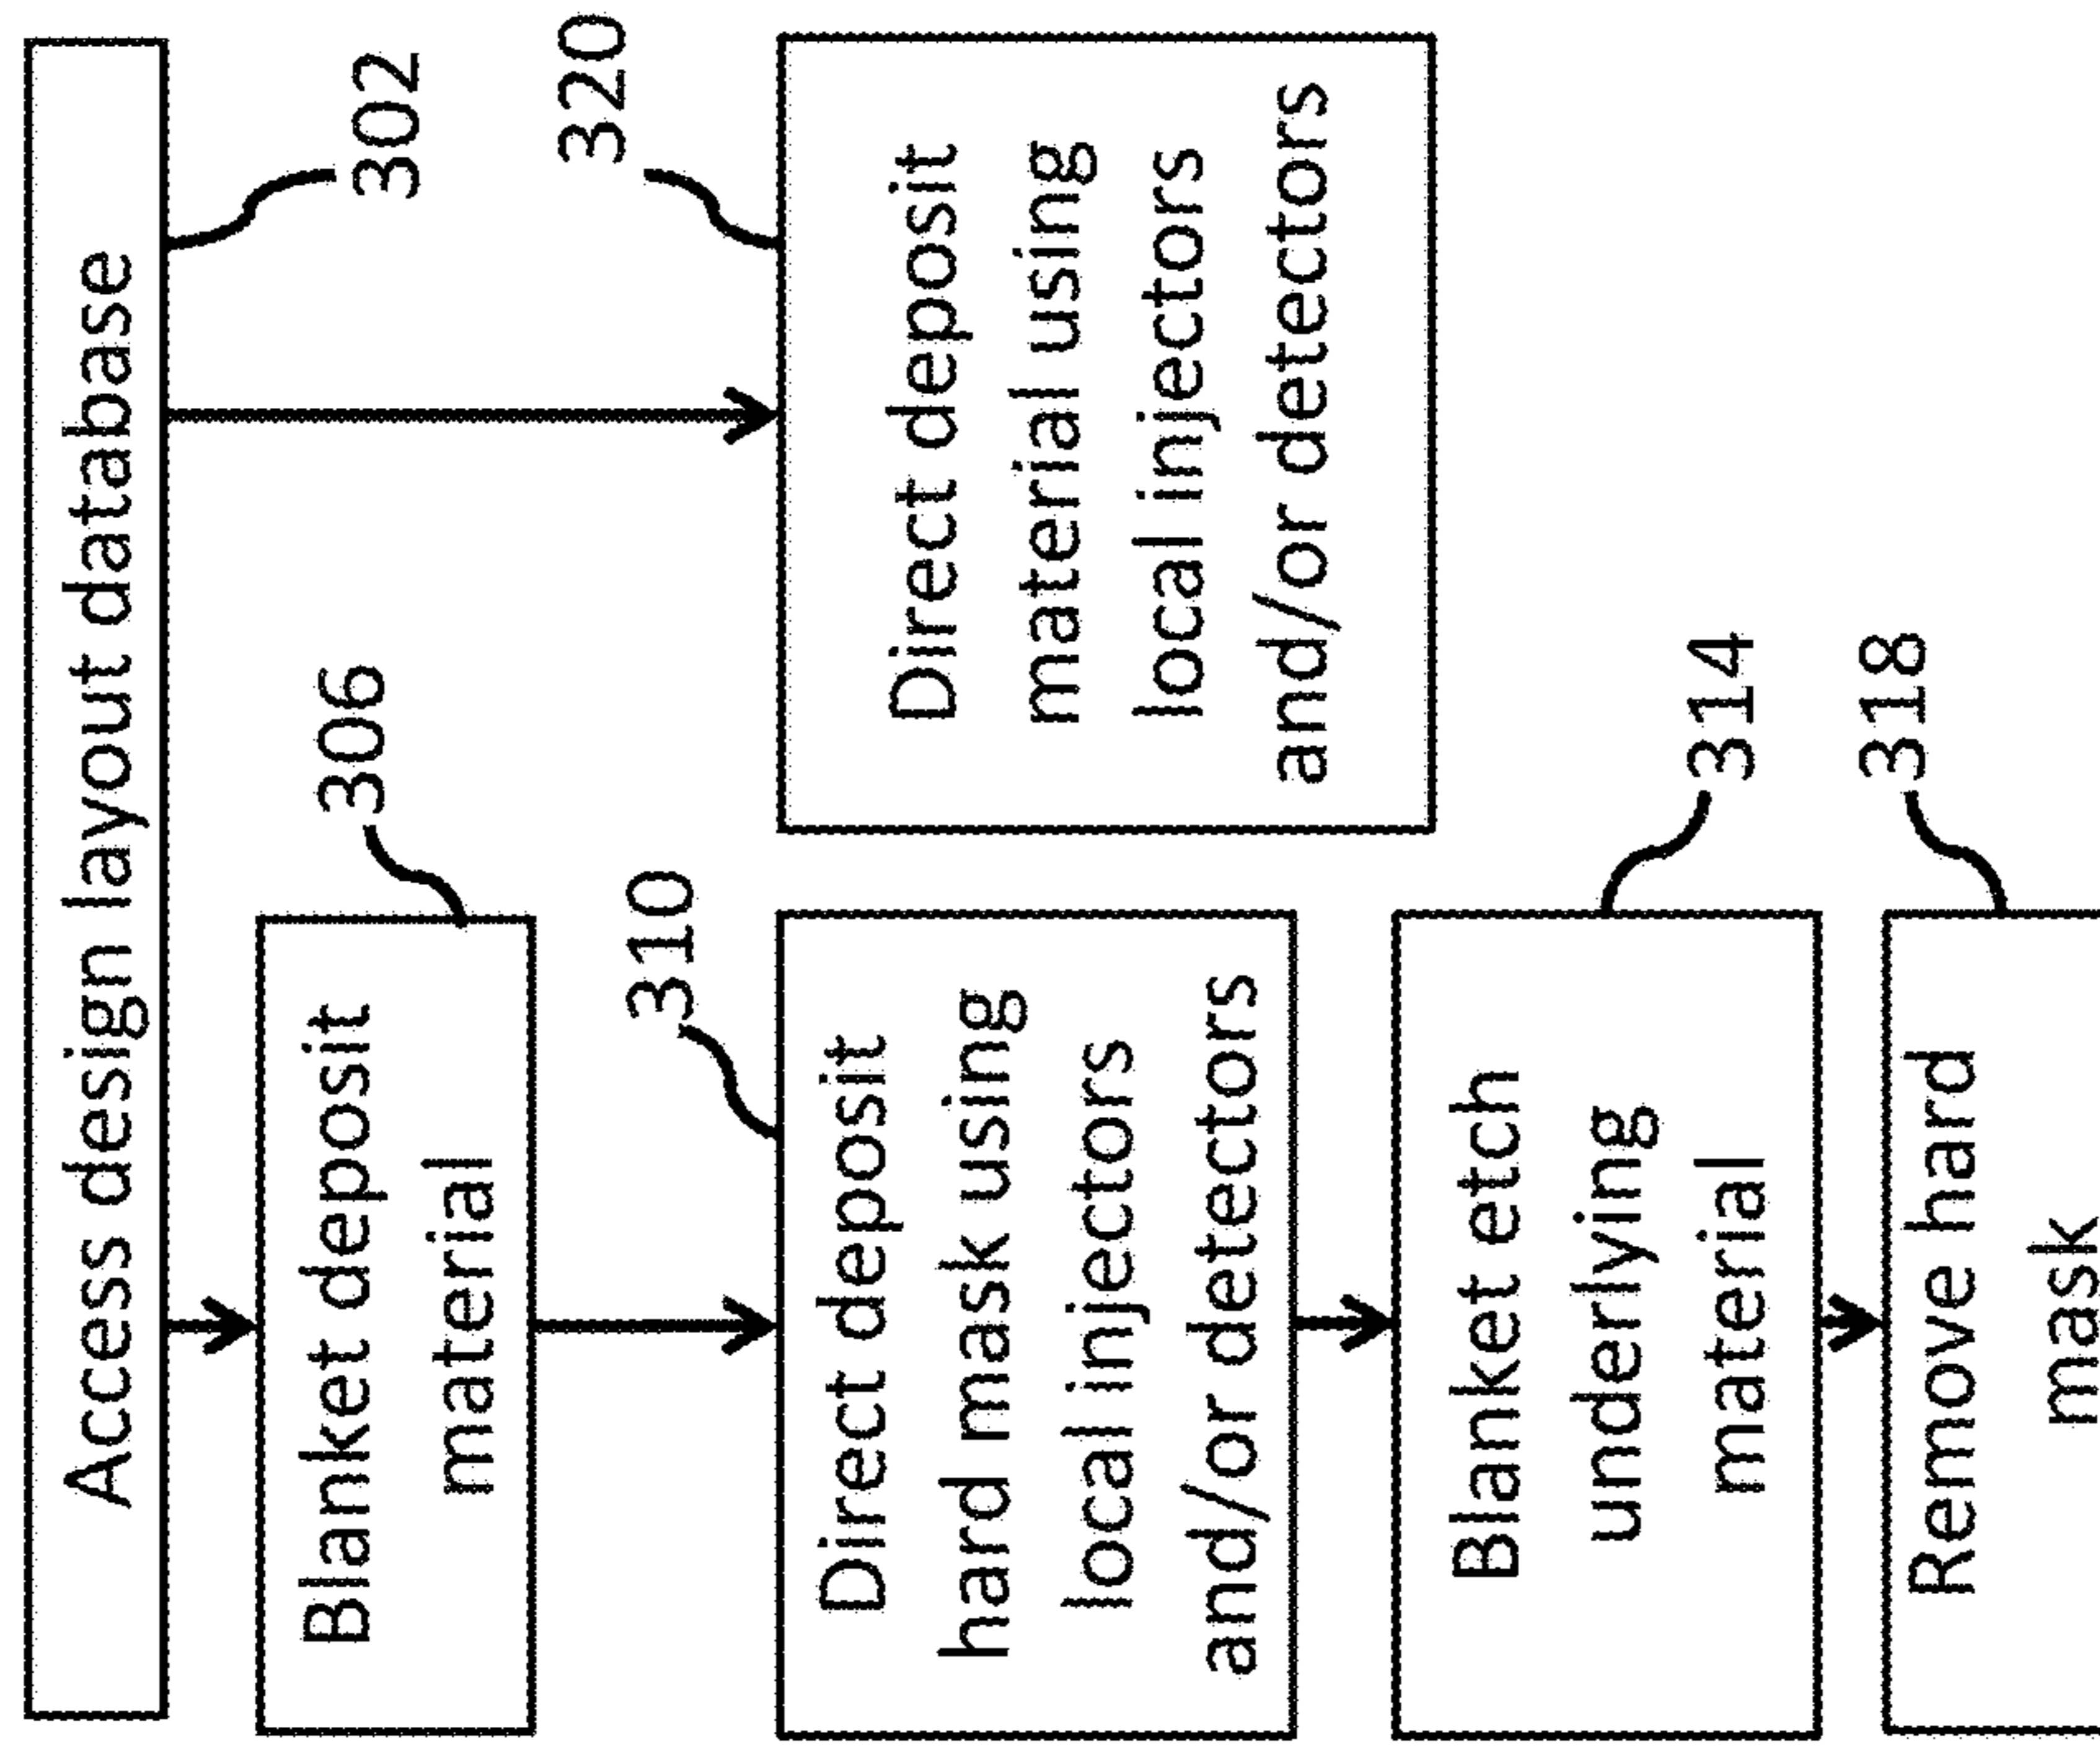 Access design layout database
302
306
Blanket deposit
material
310
Direct deposit
hard mask using
local injectors
and/or detectors
314
Blanket etch
underlying
material
318
Remove hard
mask
320
Direct deposit
material using
local injectors
and/or detectors